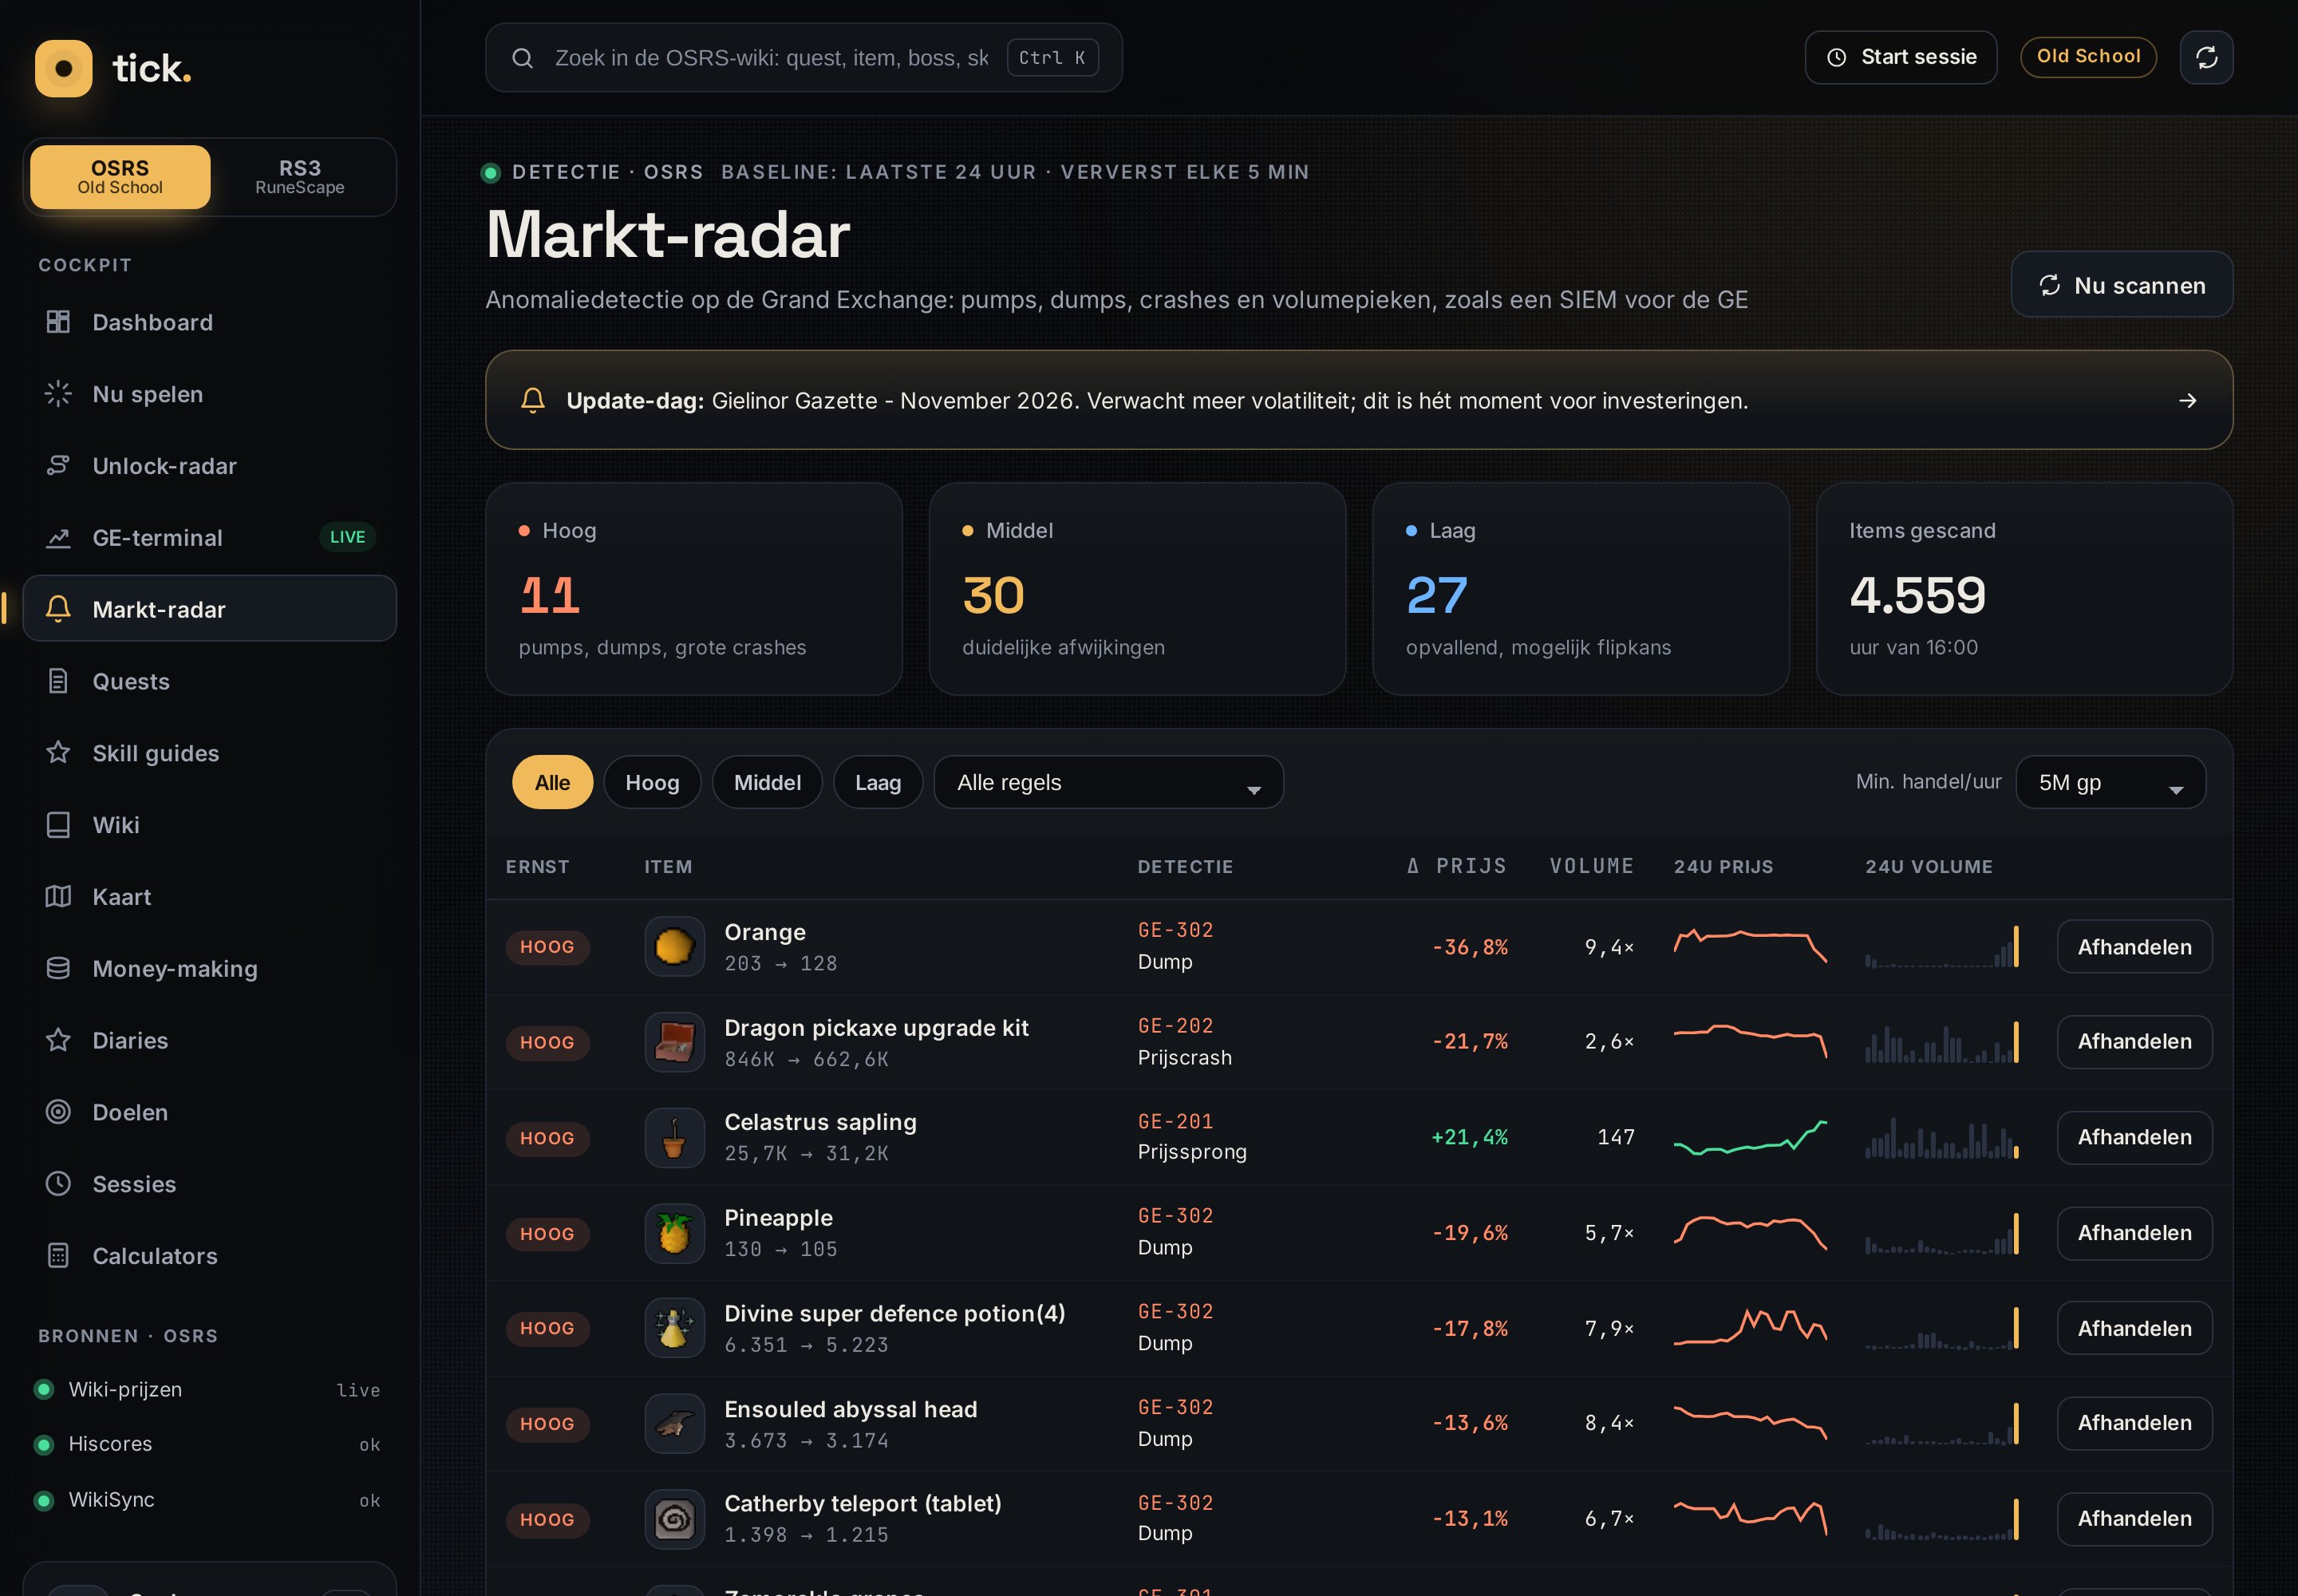 tick.
Zoek in de OSRS-wiki: quest, item, boss, sk
Ctrl K
Start sessie
Old School
OSRS
Old School
RS3
RuneScape
COCKPIT
Dashboard
Nu spelen
Unlock-radar
GE-terminal LIVE
Markt-radar
Quests
Skill guides
Wiki
Kaart
Money-making
Diaries
Doelen
Sessies
Calculators
BRONNEN · OSRS
Wiki-prijzen live
Hiscores ok
WikiSync ok
DETECTIE · OSRS BASELINE: LAATSTE 24 UUR · VERVERST ELKE 5 MIN
Markt-radar
Anomaliedetectie op de Grand Exchange: pumps, dumps, crashes en volumepieken, zoals een SIEM voor de GE
Nu scannen
Update-dag: Gielinor Gazette - November 2026. Verwacht meer volatiliteit; dit is hét moment voor investeringen. →
Hoog
11
pumps, dumps, grote crashes
Middel
30
duidelijke afwijkingen
Laag
27
opvallend, mogelijk flipkans
Items gescand
4.559
uur van 16:00
Alle Hoog Middel Laag Alle regels Min. handel/uur 5M gp
ERNST ITEM DETECTIE Δ PRIJS VOLUME 24U PRIJS 24U VOLUME
HOOG Orange GE-302 -36,8% 9,4× Afhandelen
203 → 128 Dump
HOOG Dragon pickaxe upgrade kit GE-202 -21,7% 2,6× Afhandelen
846K → 662,6K Prijscrash
HOOG Celastrus sapling GE-201 +21,4% 147 Afhandelen
25,7K → 31,2K Prijssprong
HOOG Pineapple GE-302 -19,6% 5,7× Afhandelen
130 → 105 Dump
HOOG Divine super defence potion(4) GE-302 -17,8% 7,9× Afhandelen
6.351 → 5.223 Dump
HOOG Ensouled abyssal head GE-302 -13,6% 8,4× Afhandelen
3.673 → 3.174 Dump
HOOG Catherby teleport (tablet) GE-302 -13,1% 6,7× Afhandelen
1.398 → 1.215 Dump